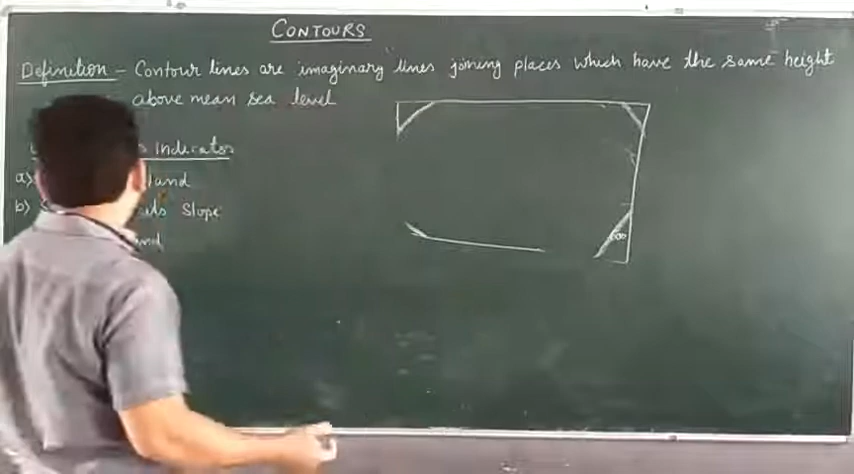 CONTOURS
Definition - Contour lines are imaginary lines joining places which have the same height
above mean sea level
Indicator
a) land
b) Slope